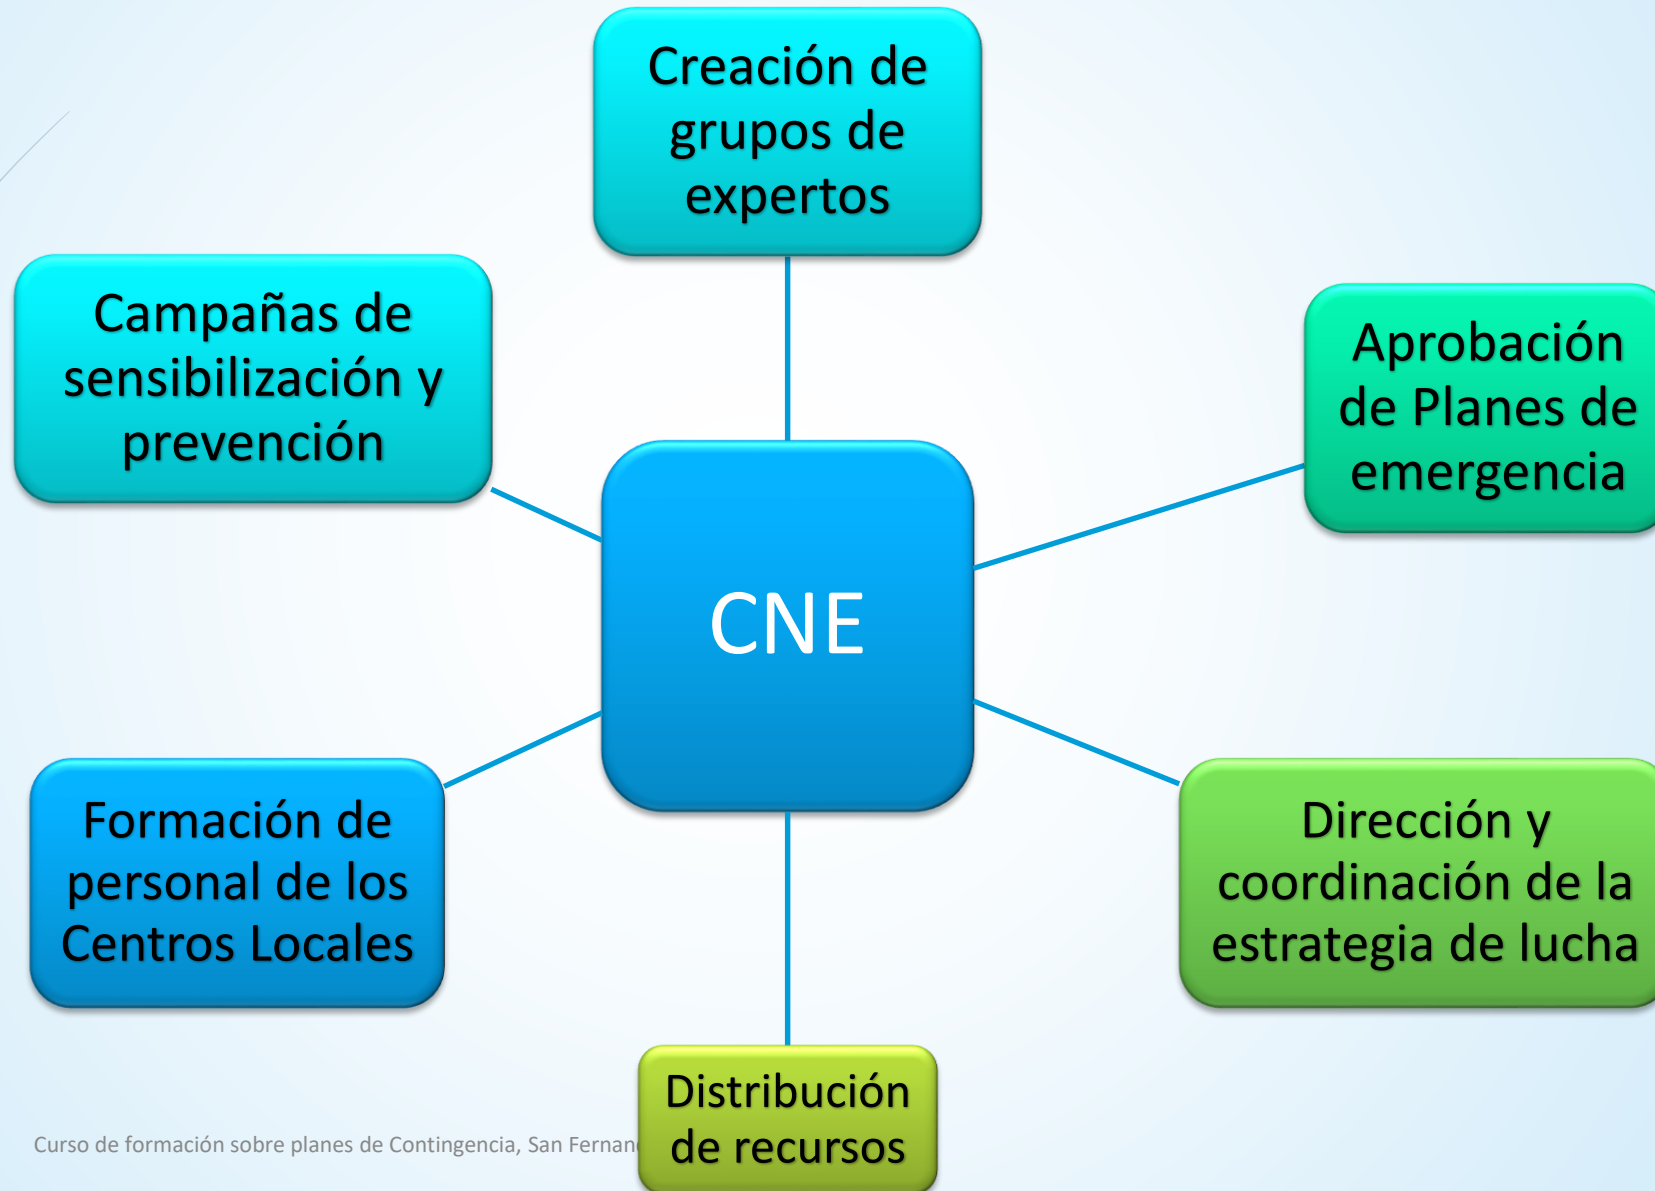 Creación de
grupos de
expertos
Campañas de
sensibilización y
prevención
Aprobación
de Planes de
emergencia
CNE
Formación de
personal de los
Centros Locales
Dirección y
coordinación de la
estrategia de lucha
Distribución
de recursos
Curso de formación sobre planes de Contingencia, San